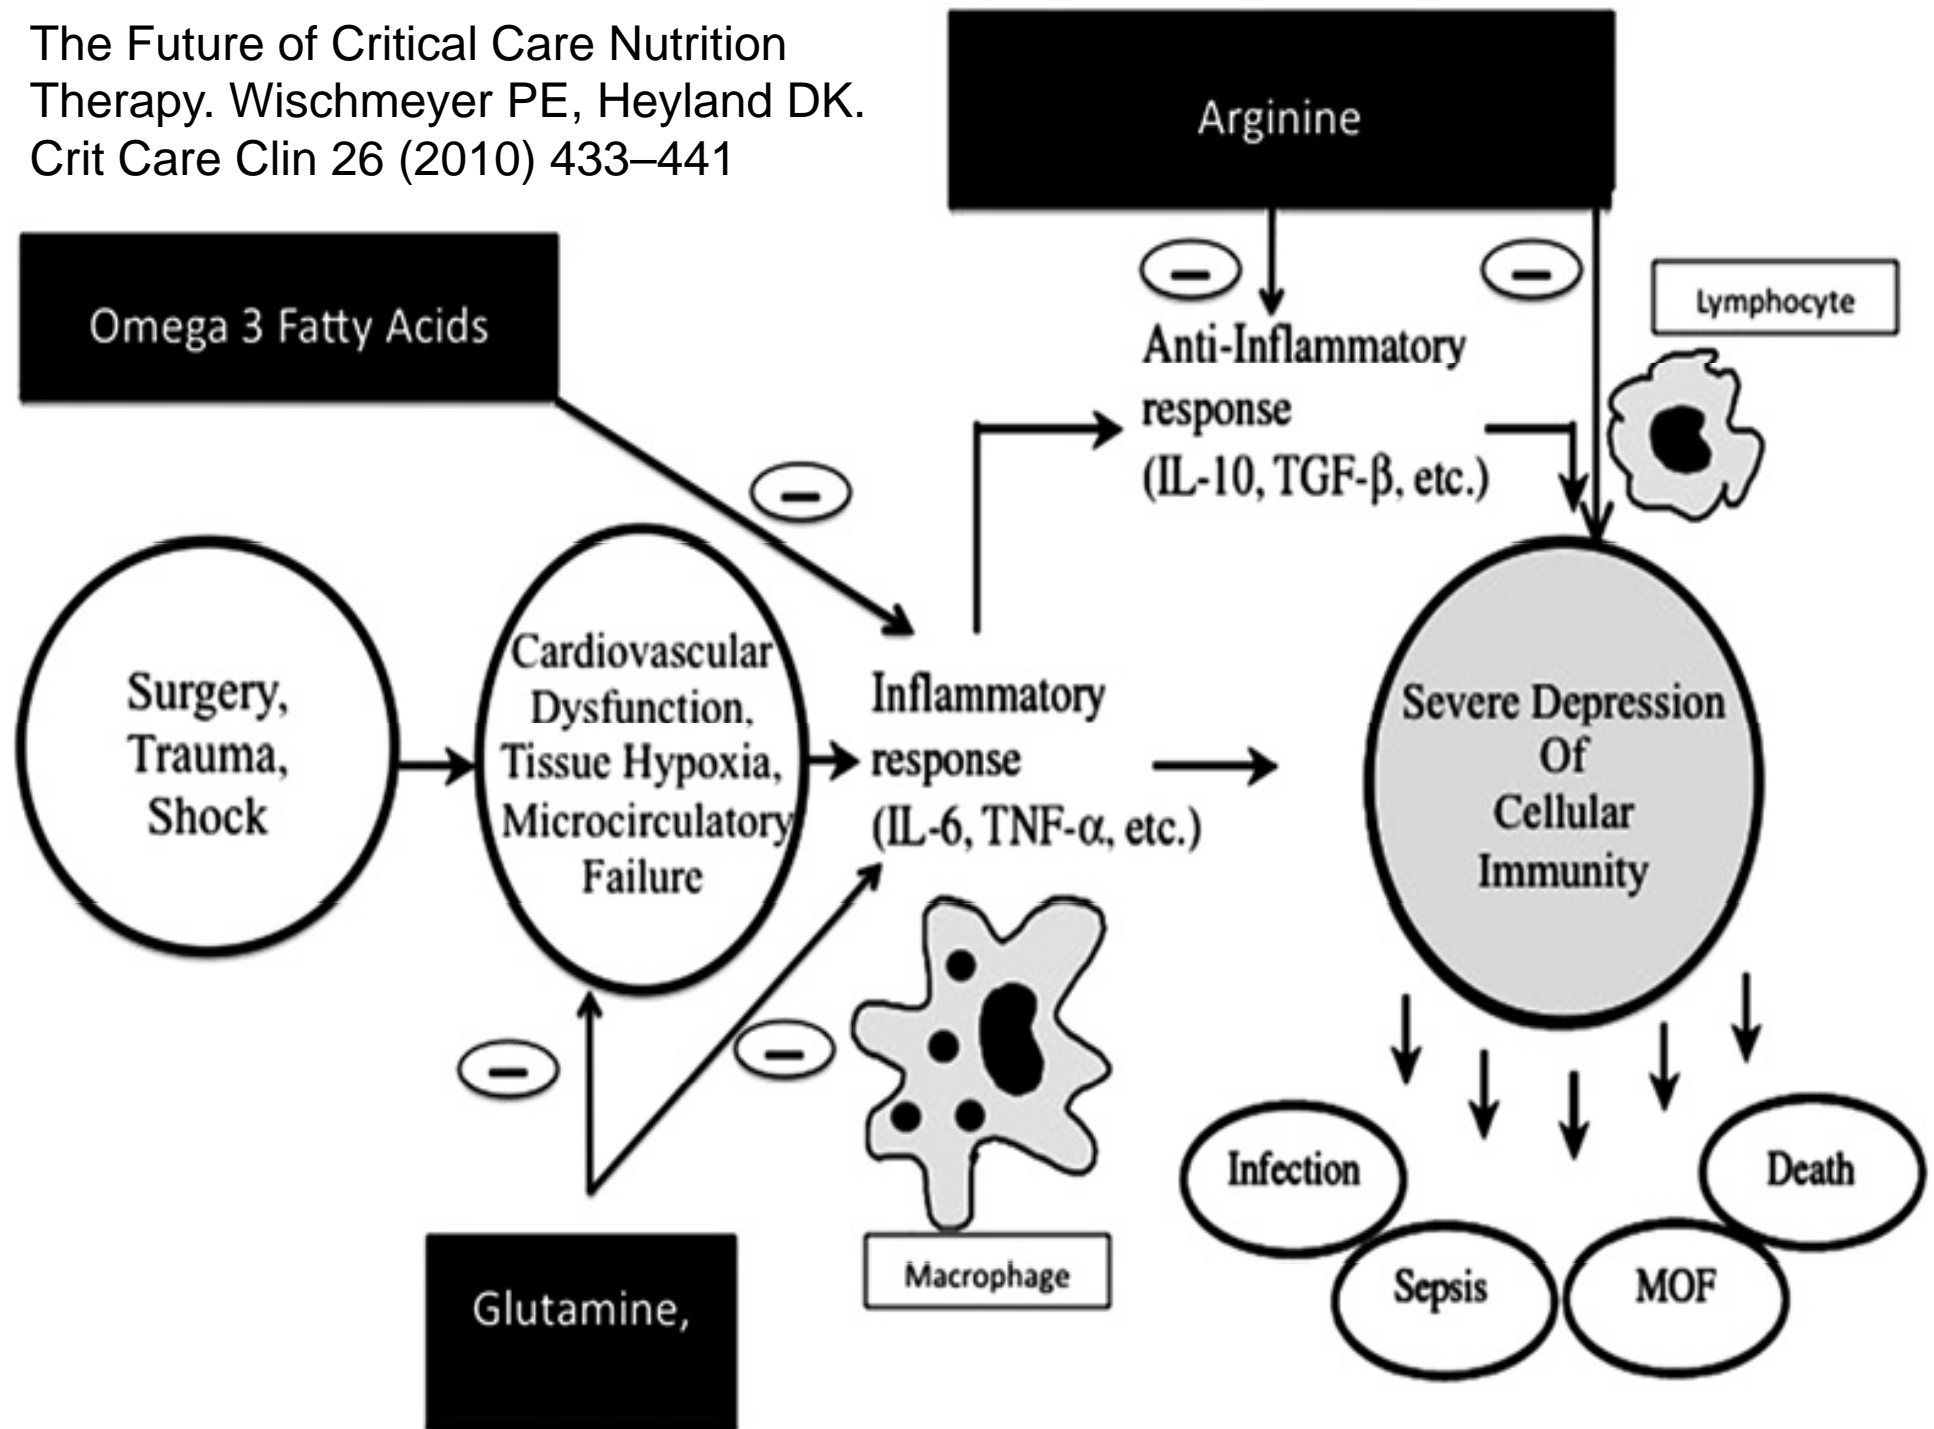 The Future of Critical Care Nutrition
Therapy. Wischmeyer PE, Heyland DK.
Crit Care Clin 26 (2010) 433–441
Arginine
Omega 3 Fatty Acids
Lymphocyte
Anti-Inflammatory
response
(IL-10, TGF-β, etc.)
Surgery,
Trauma,
Shock
Cardiovascular
Dysfunction,
Tissue Hypoxia,
Microcirculatory
Failure
Inflammatory
response
(IL-6, TNF-α, etc.)
Severe Depression
Of
Cellular
Immunity
Glutamine,
Macrophage
Infection
Sepsis
MOF
Death